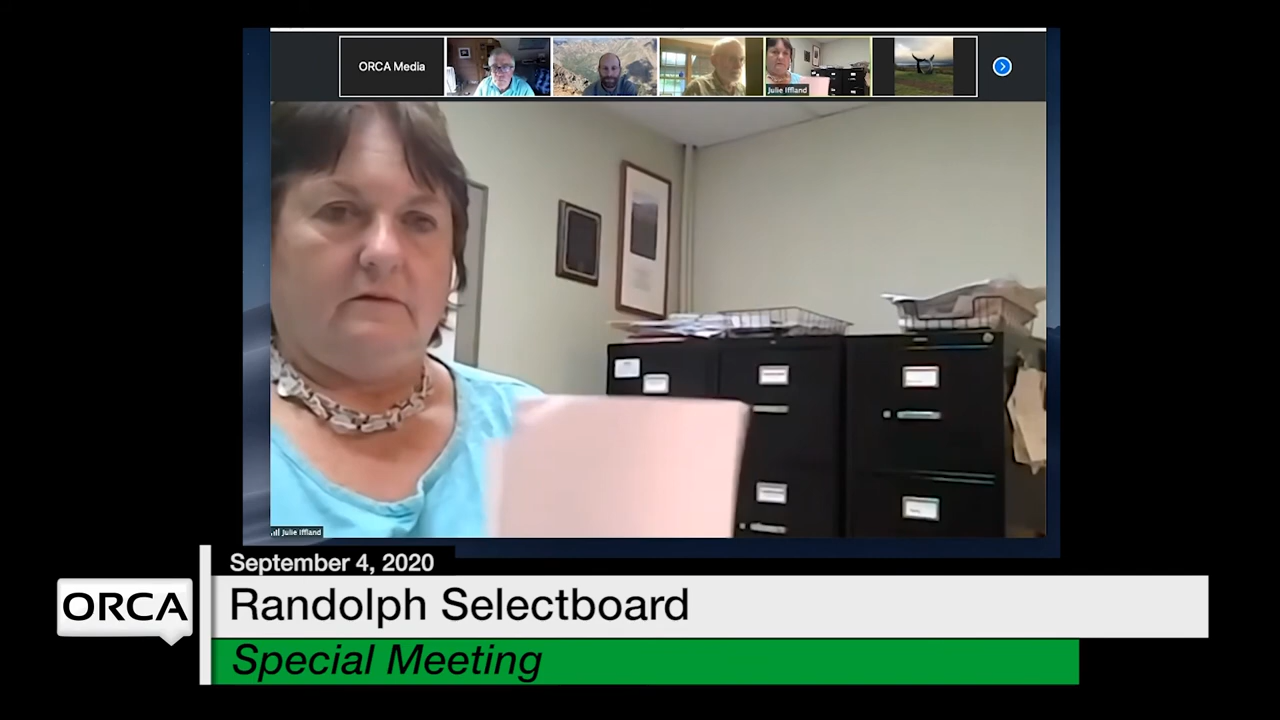 ORCA Media
Julie Iffland
Julie Iffland
September 4, 2020
ORCA
Randolph Selectboard
Special Meeting